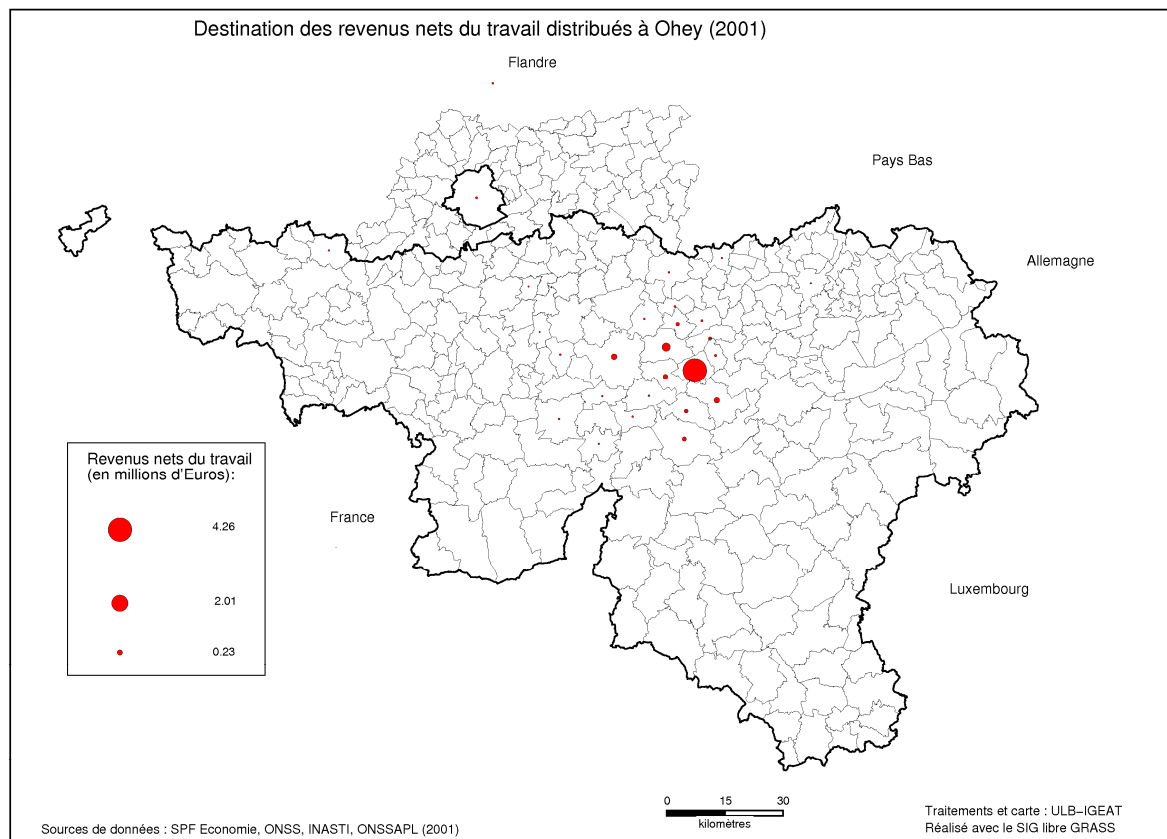 Destination des revenus nets du travail distribués à Ohey (2001)
Flandre
Pays Bas
Allemagne
Revenus nets du travail
(en millions d'Euros):
4.26
2.01
0.23
France
Luxembourg
0 15 30
kilomètres
Sources de données : SPF Economie, ONSS, INASTI, ONSSAPL (2001)
Traitements et carte : ULB-IGEAT
Réalisé avec le SIG libre GRASS